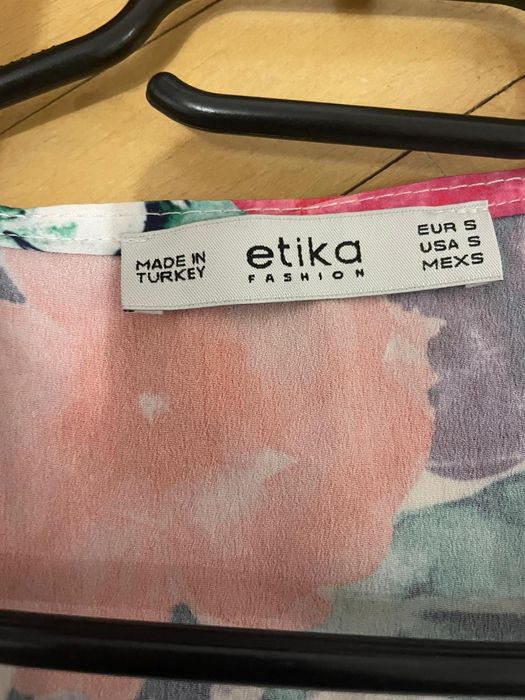 MADE IN
TURKEY
etika
FASHION
EUR S
USA S
MEXS